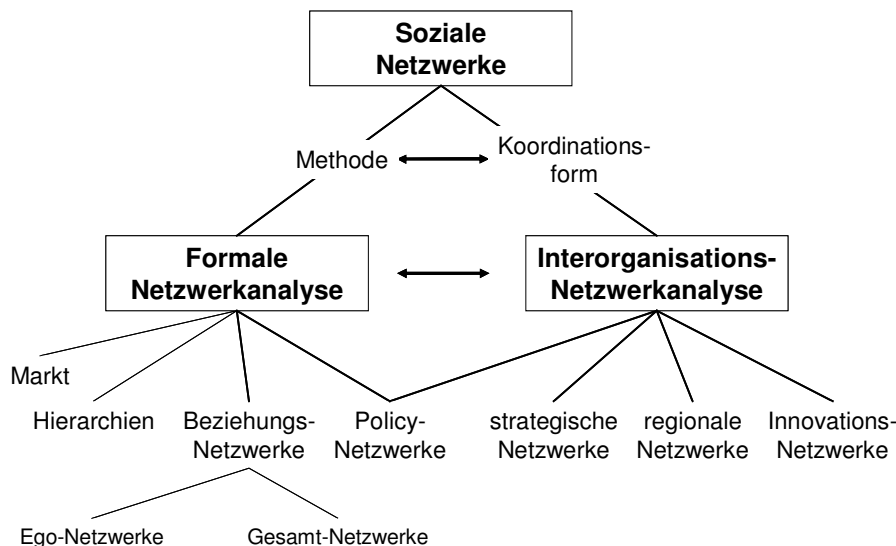 Soziale
Netzwerke
Methode
Koordinations-
form
Formale
Netzwerkanalyse
Interorganisations-
Netzwerkanalyse
Markt
Hierarchien
Beziehungs-
Netzwerke
Policy-
Netzwerke
strategische
Netzwerke
regionale
Netzwerke
Innovations-
Netzwerke
Ego-Netzwerke
Gesamt-Netzwerke